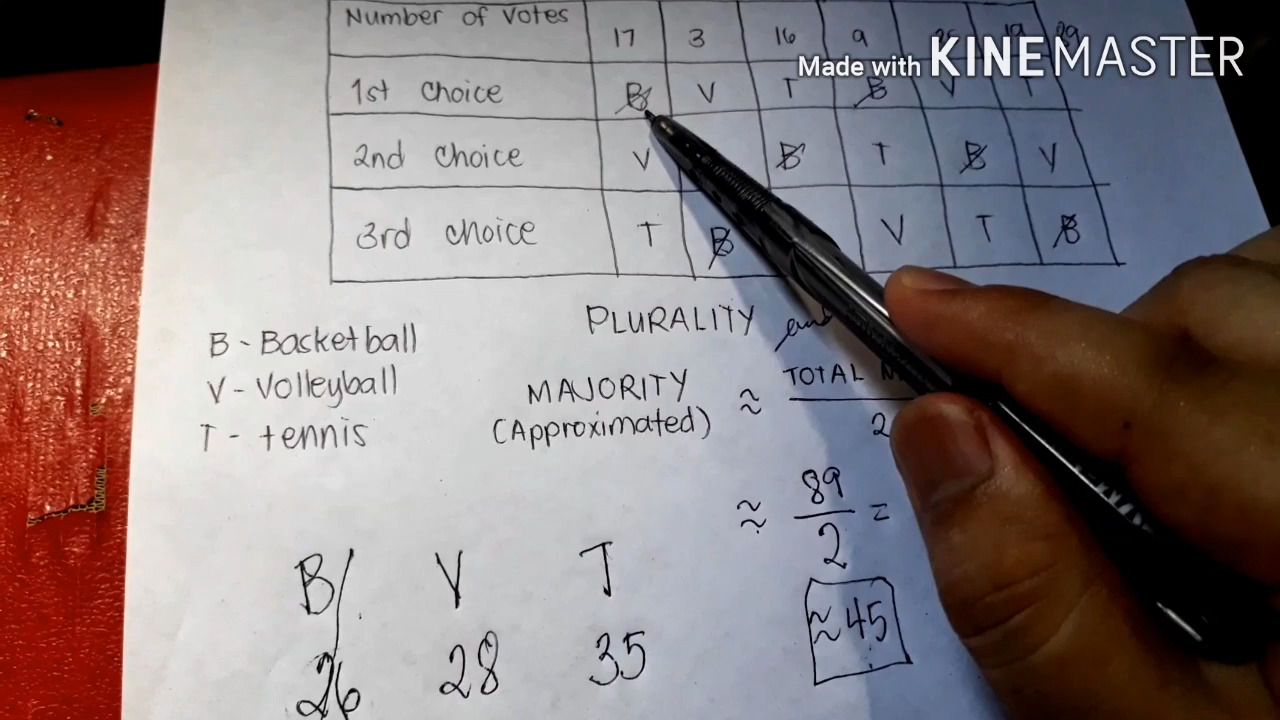 Number of Votes 17 3 16 9
Made with KINEMASTER
1st Choice B V T B V T
2nd Choice V B T B V
3rd Choice T B V T B
B - Basketball
V - Volleyball
T - tennis
PLURALITY and
MAJORITY
(Approximated)
≈ TOTAL
2
≈ 89
2
=
≈ 45
B V T
26 28 35